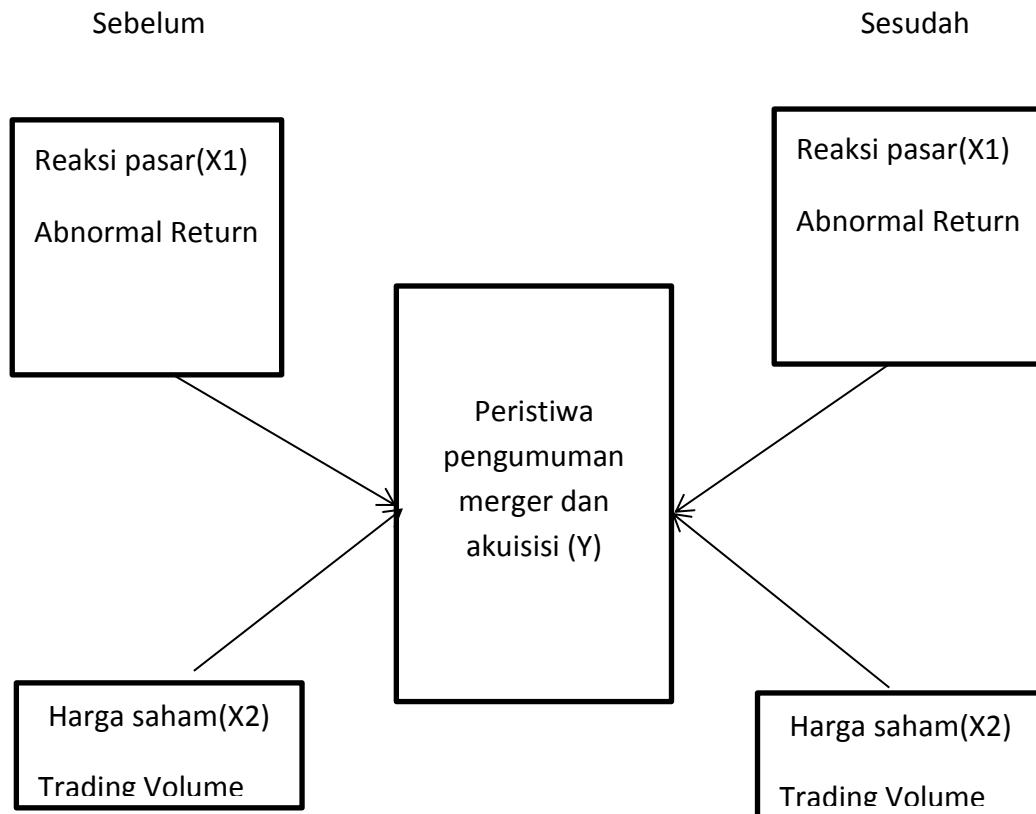 Sebelum
Sesudah
Reaksi pasar(X1)
Abnormal Return
Reaksi pasar(X1)
Abnormal Return
Peristiwa
pengumuman
merger dan
akuisisi (Y)
Harga saham(X2)
Trading Volume
Harga saham(X2)
Trading Volume